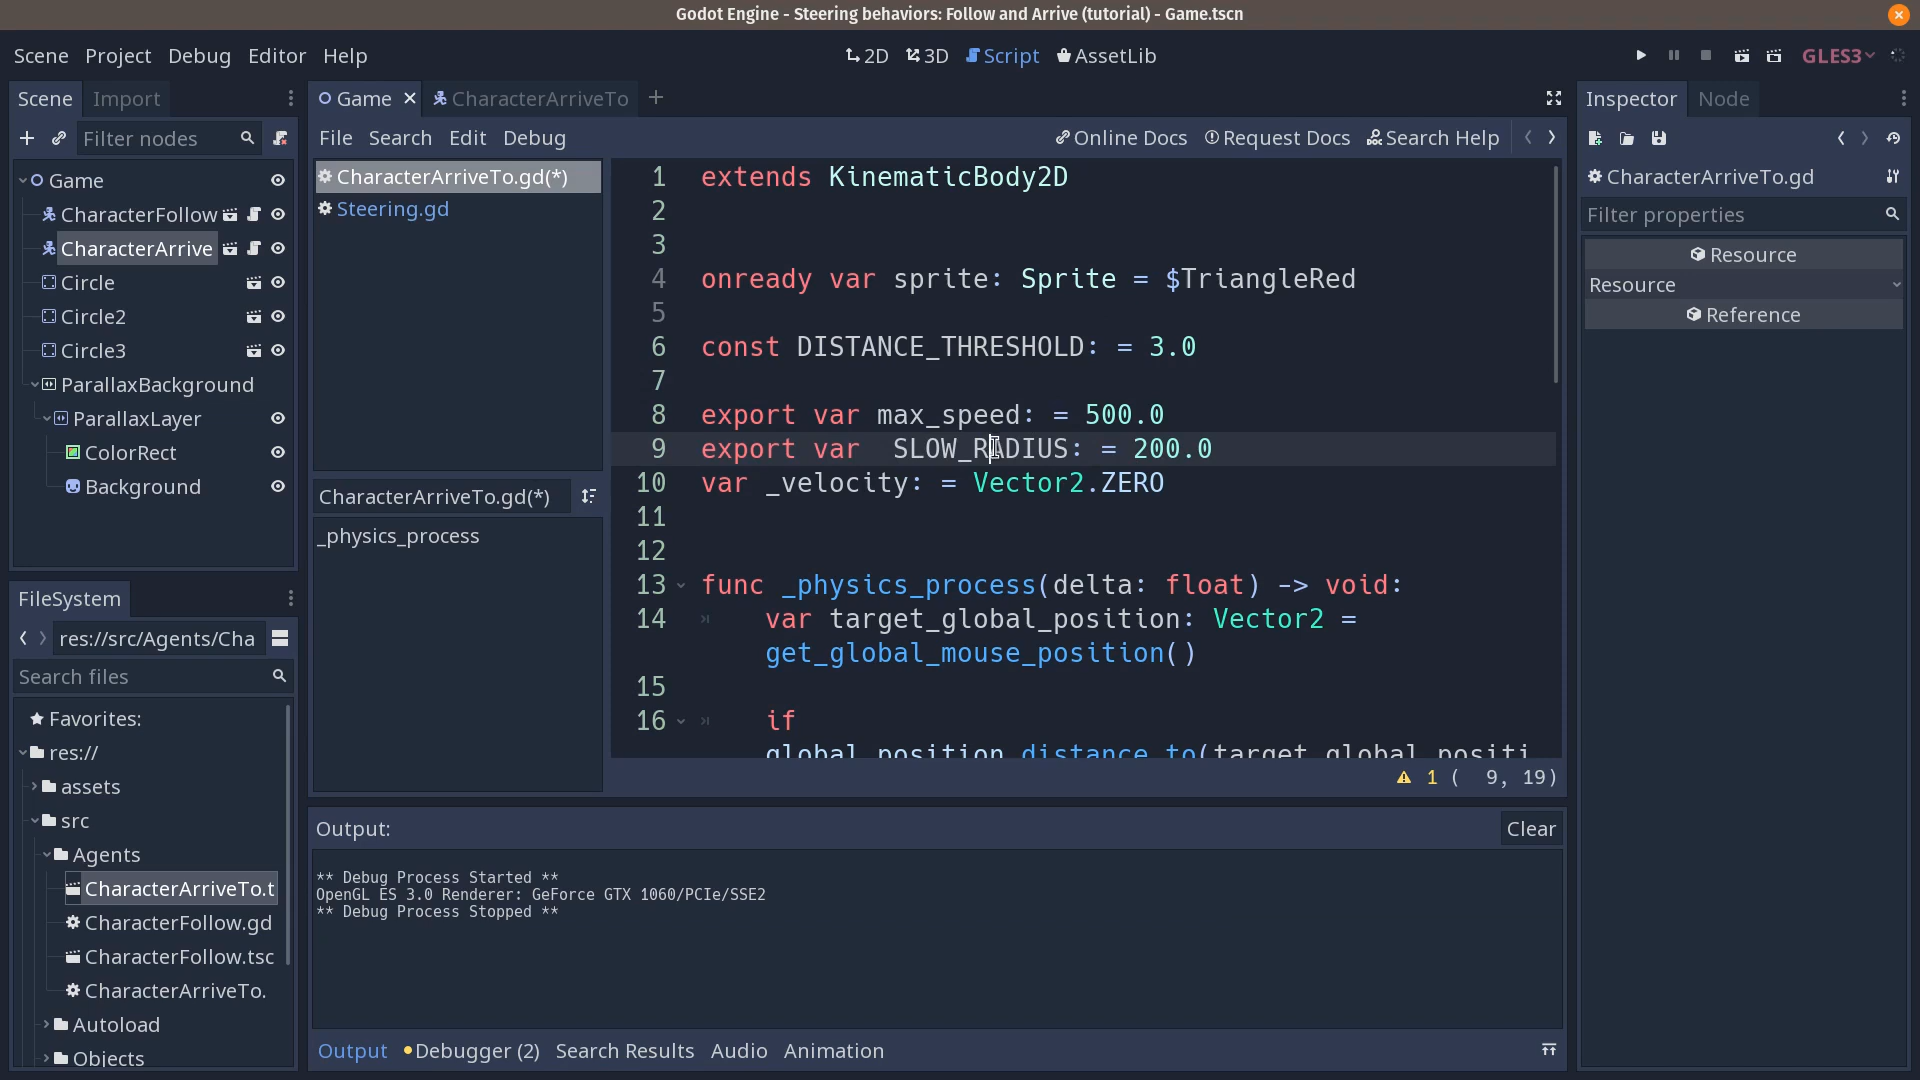 Godot Engine - Steering behaviors: Follow and Arrive (tutorial) - Game.tscn
Scene Project Debug Editor Help
2D 3D Script AssetLib
GLES3
Scene Import
Filter nodes
Game
CharacterFollow
CharacterArrive
Circle
Circle2
Circle3
ParallaxBackground
ParallaxLayer
ColorRect
Background
FileSystem
res://src/Agents/Cha
Search files
Favorites:
res://
assets
src
Agents
CharacterArriveTo.t
CharacterFollow.gd
CharacterFollow.tsc
CharacterArriveTo.
Autoload
Objects
Game CharacterArriveTo
File Search Edit Debug
Online Docs Request Docs Search Help
CharacterArriveTo.gd(*)
Steering.gd
CharacterArriveTo.gd(*)
_physics_process
1 extends KinematicBody2D
2
3
4 onready var sprite: Sprite = $TriangleRed
5
6 const DISTANCE_THRESHOLD: = 3.0
7
8 export var max_speed: = 500.0
9 export var  SLOW_RADIUS: = 200.0
10 var _velocity: = Vector2.ZERO
11
12
13 func _physics_process(delta: float) -> void:
14 var target_global_position: Vector2 =
get_global_mouse_position()
15
16 if
global_position.distance_to(target_global_positi
1 ( 9, 19)
Output:
Clear
** Debug Process Started **
OpenGL ES 3.0 Renderer: GeForce GTX 1060/PCIe/SSE2
** Debug Process Stopped **
Output Debugger (2) Search Results Audio Animation
Inspector Node
CharacterArriveTo.gd
Filter properties
Resource
Resource
Reference